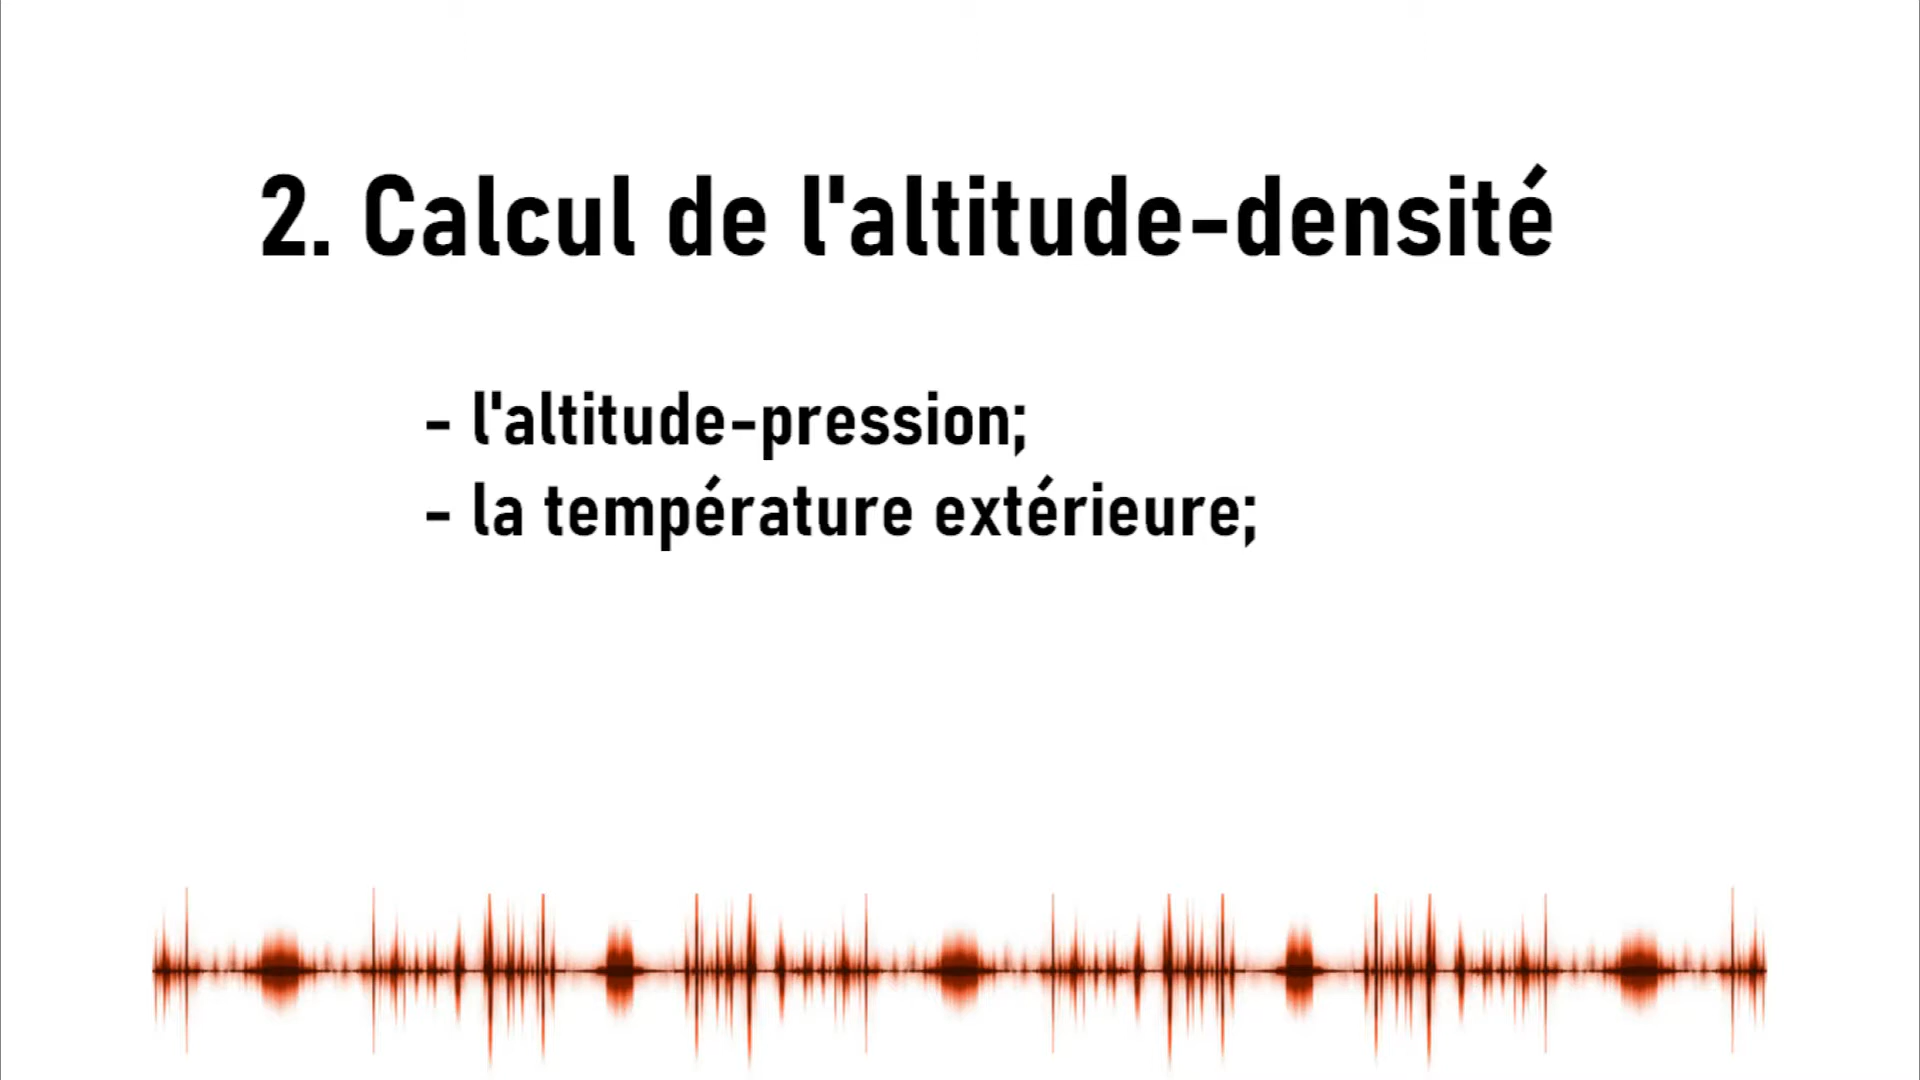 2. Calcul de l'altitude-densité
- l'altitude-pression;
- la température extérieure;